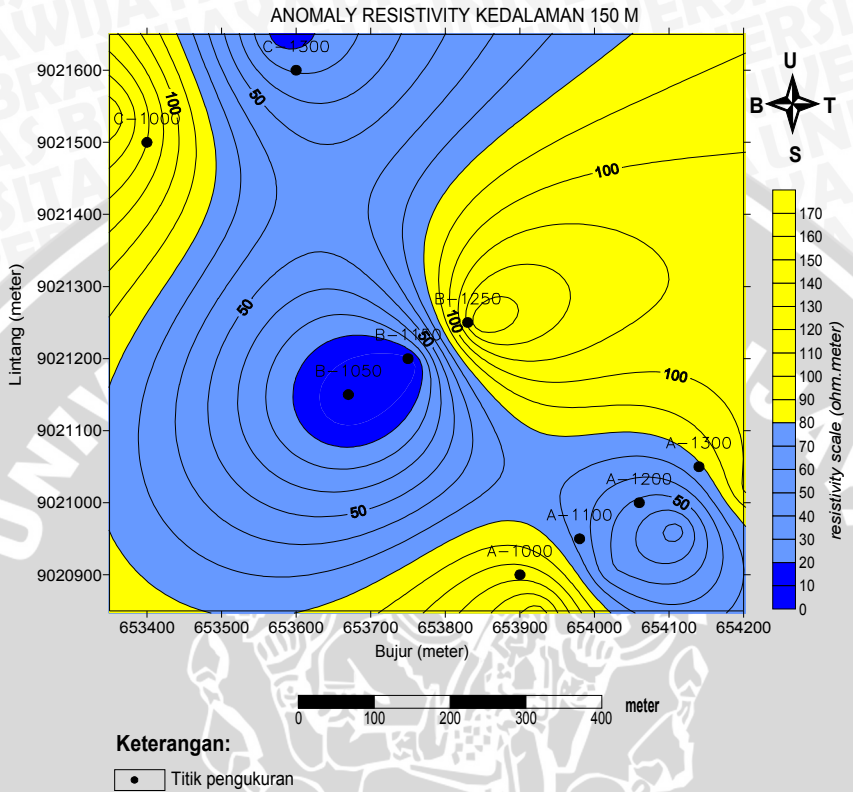 ANOMALY RESISTIVITY KEDALAMAN 150 M
U
B T
S
C-1300
C-1000
B-1250
B-1150
B-1050
A-1300
A-1200
A-1100
A-1000
100
50
100
50
100
50
100
50
50
9021600
9021500
9021400
9021300
9021200
9021100
9021000
9020900
Lintang (meter)
653400 653500 653600 653700 653800 653900 654000 654100 654200
Bujur (meter)
170
160
140
130
120
110
100
90
80
70
60
50
40
30
20
10
0
resistivity scale (ohm.meter)
0 100 200 300 400
meter
Keterangan:
Titik pengukuran